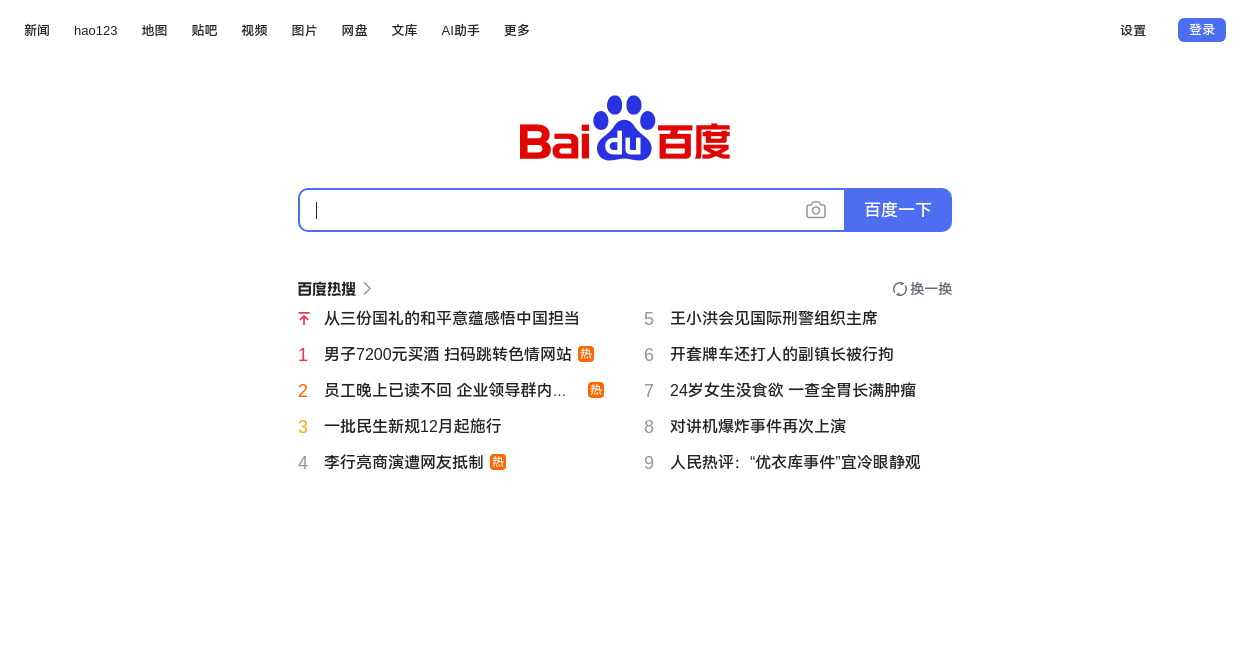 新闻 hao123 地图 贴吧 视频 图片 网盘 文库 AI助手 更多 设置 登录
Bai du 百度
百度一下
百度热搜 换一换
从三份国礼的和平意蕴感悟中国担当
1 男子7200元买酒 扫码跳转色情网站 热
2 员工晚上已读不回 企业领导群内... 热
3 一批民生新规12月起施行
4 李行亮商演遭网友抵制 热
5 王小洪会见国际刑警组织主席
6 开套牌车还打人的副镇长被行拘
7 24岁女生没食欲 一查全胃长满肿瘤
8 对讲机爆炸事件再次上演
9 人民热评：“优衣库事件”宜冷眼静观